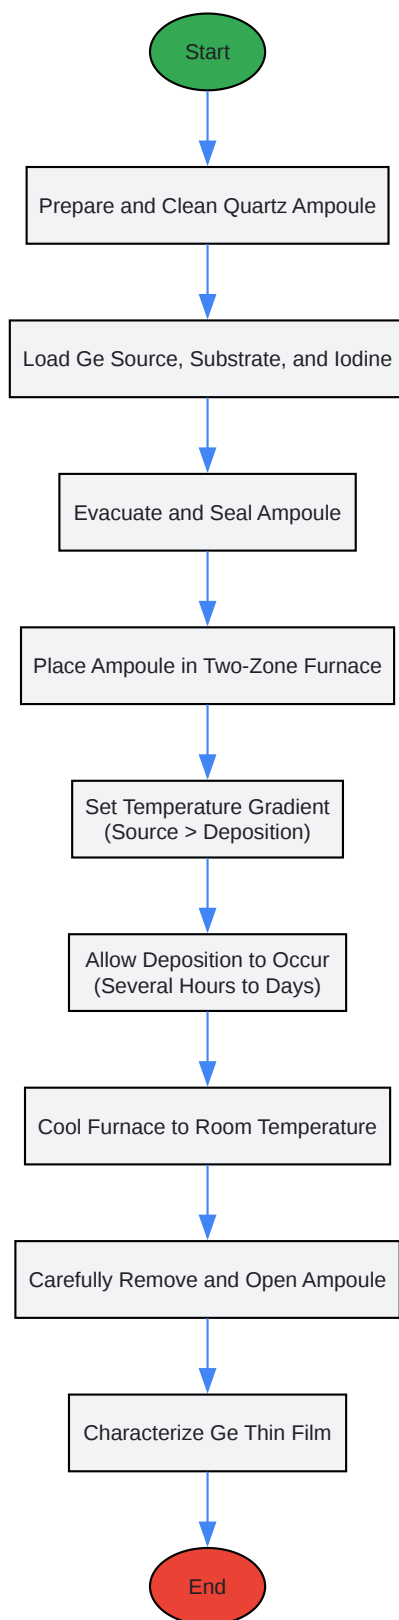 Start
Prepare and Clean Quartz Ampoule
Load Ge Source, Substrate, and Iodine
Evacuate and Seal Ampoule
Place Ampoule in Two-Zone Furnace
Set Temperature Gradient
(Source > Deposition)
Allow Deposition to Occur
(Several Hours to Days)
Cool Furnace to Room Temperature
Carefully Remove and Open Ampoule
Characterize Ge Thin Film
End